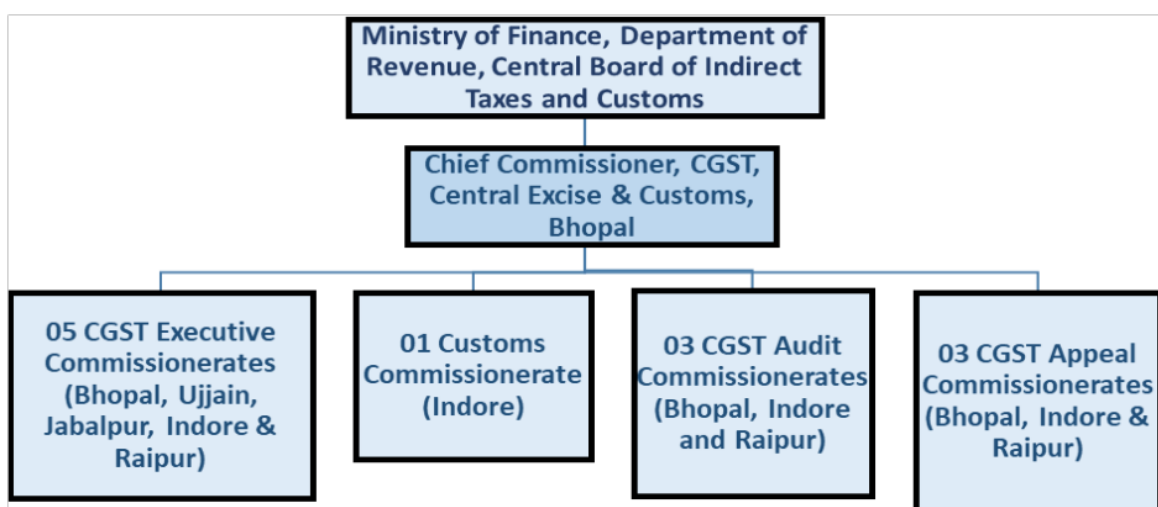 Ministry of Finance, Department of
Revenue, Central Board of Indirect
Taxes and Customs
Chief Commissioner, CGST,
Central Excise & Customs,
Bhopal
05 CGST Executive
Commissionerates
(Bhopal, Ujjain,
Jabalpur, Indore &
Raipur)
01 Customs
Commissionerate
(Indore)
03 CGST Audit
Commissionerates
(Bhopal, Indore
and Raipur)
03 CGST Appeal
Commissionerates
(Bhopal, Indore &
Raipur)